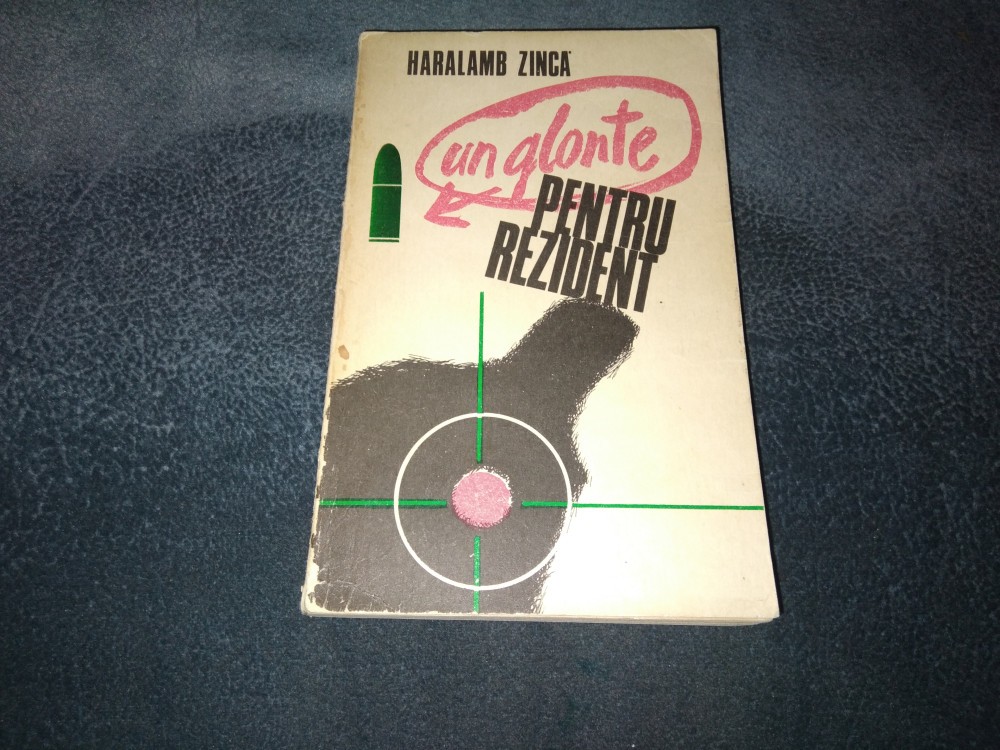 HARALAMB ZINCĂ
un glonte
PENTRU
REZIDENT